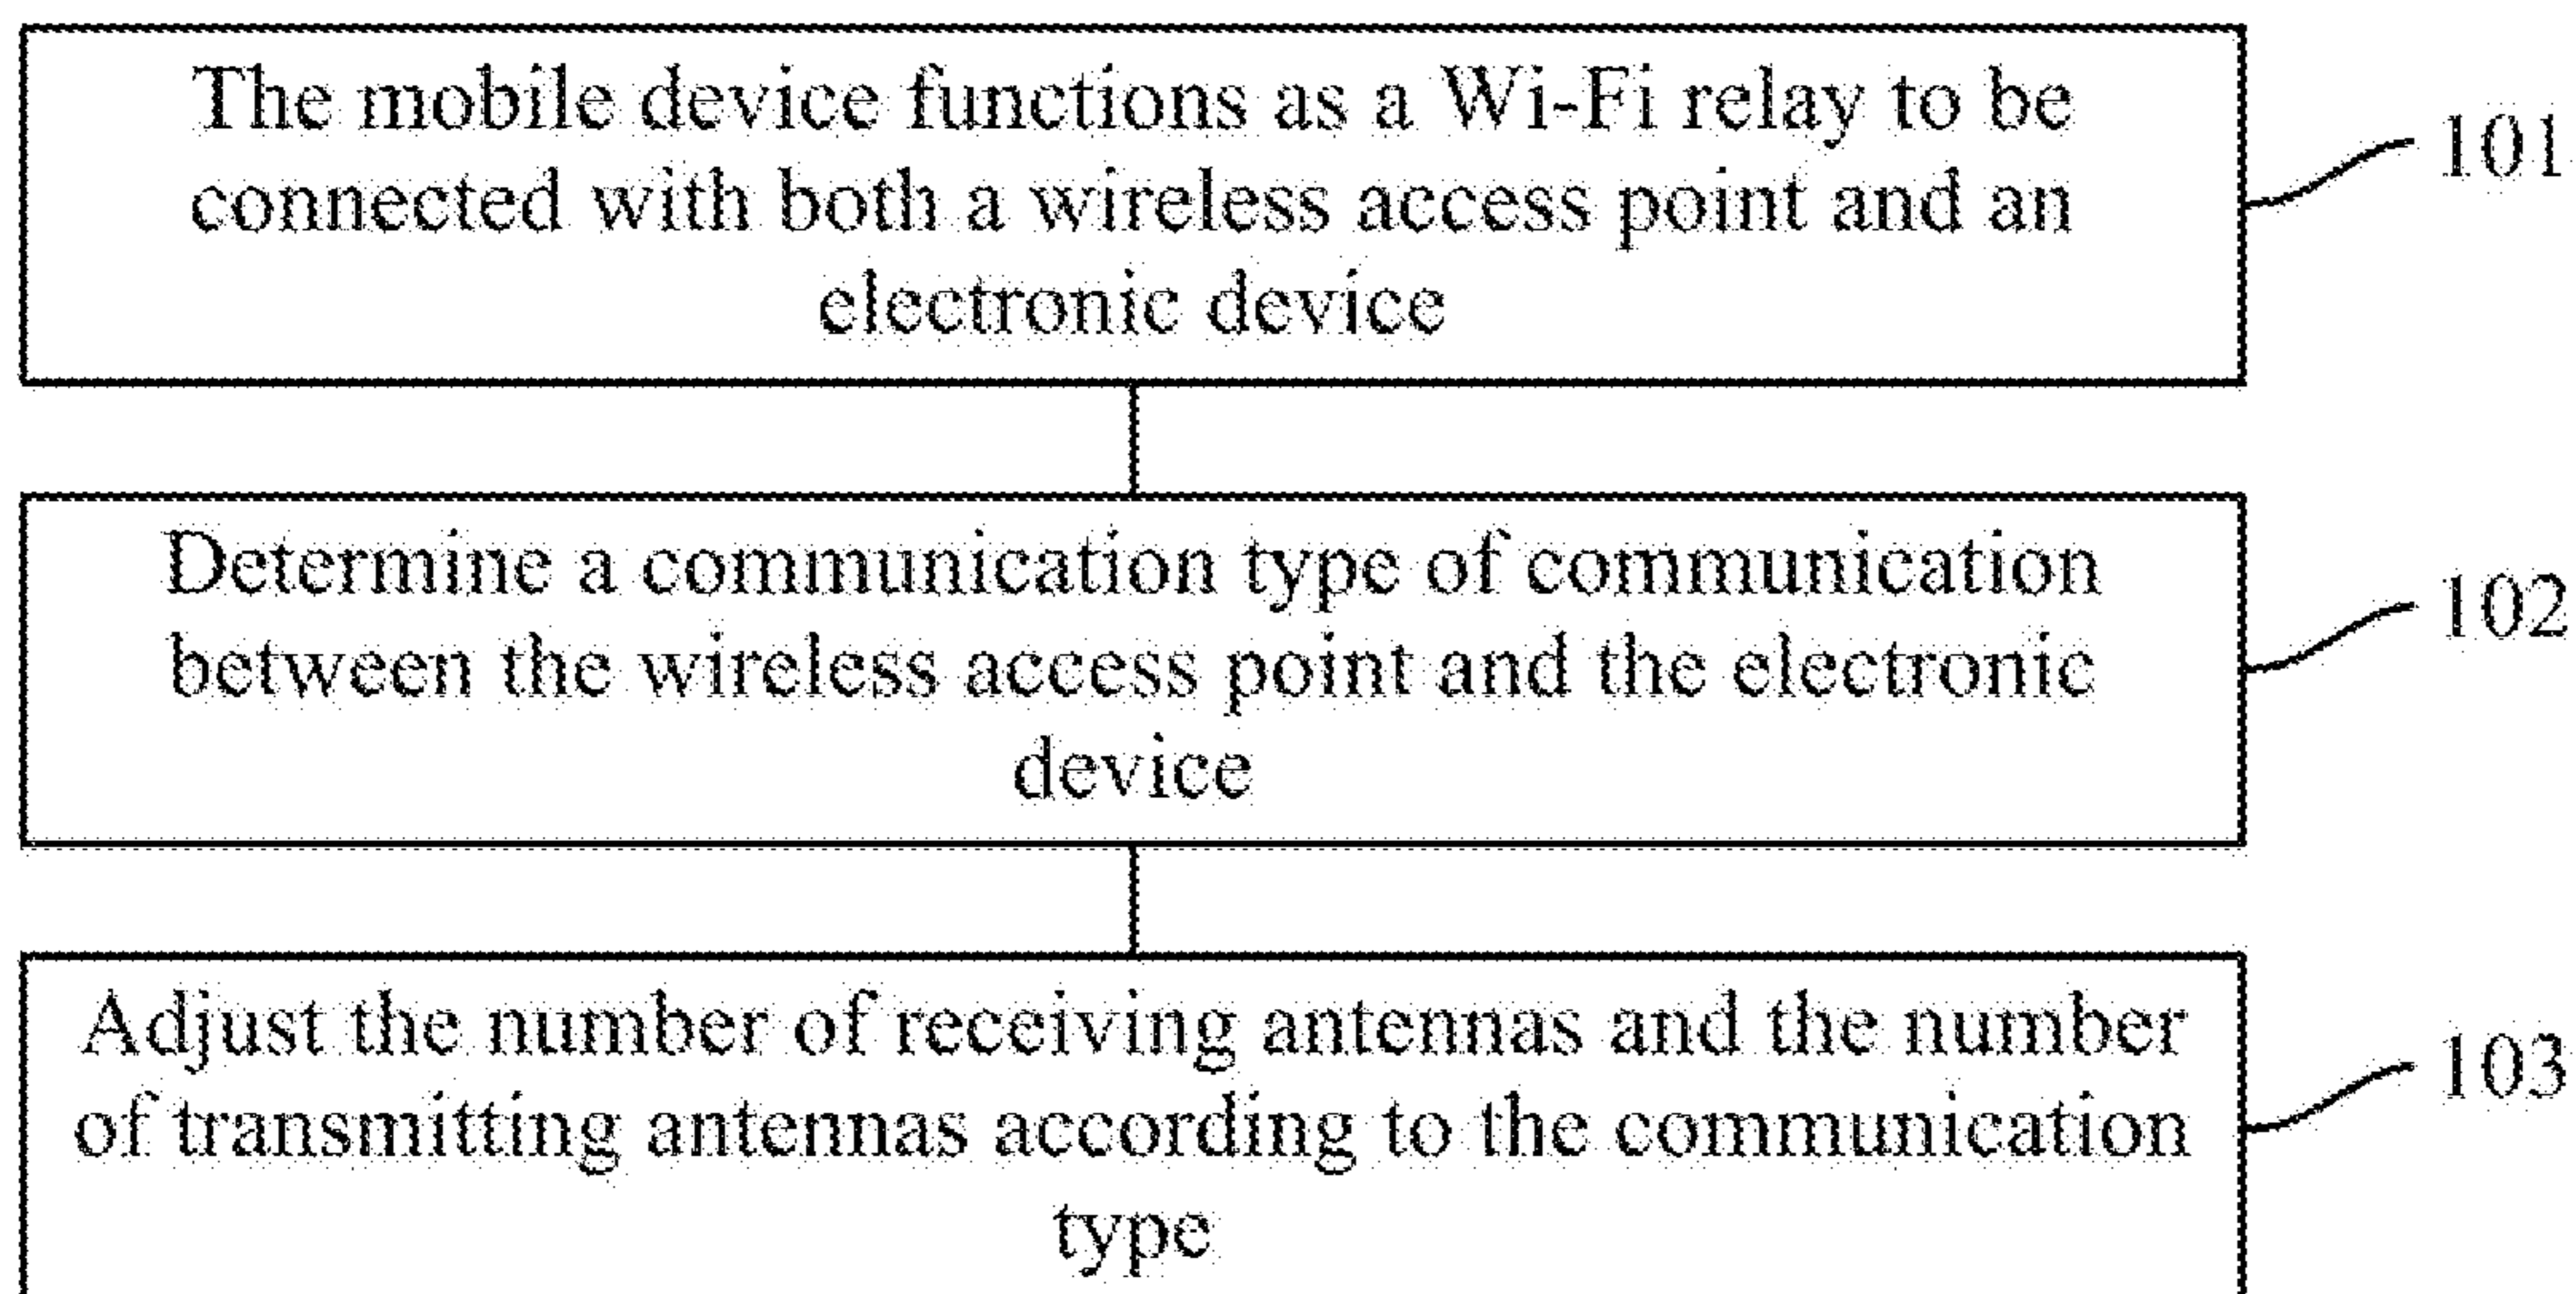 The mobile device functions as a Wi-Fi relay to be
connected with both a wireless access point and an
electronic device
101
Determine a communication type of communication
between the wireless access point and the electronic
device
102
Adjust the number of receiving antennas and the number
of transmitting antennas according to the communication
type
103